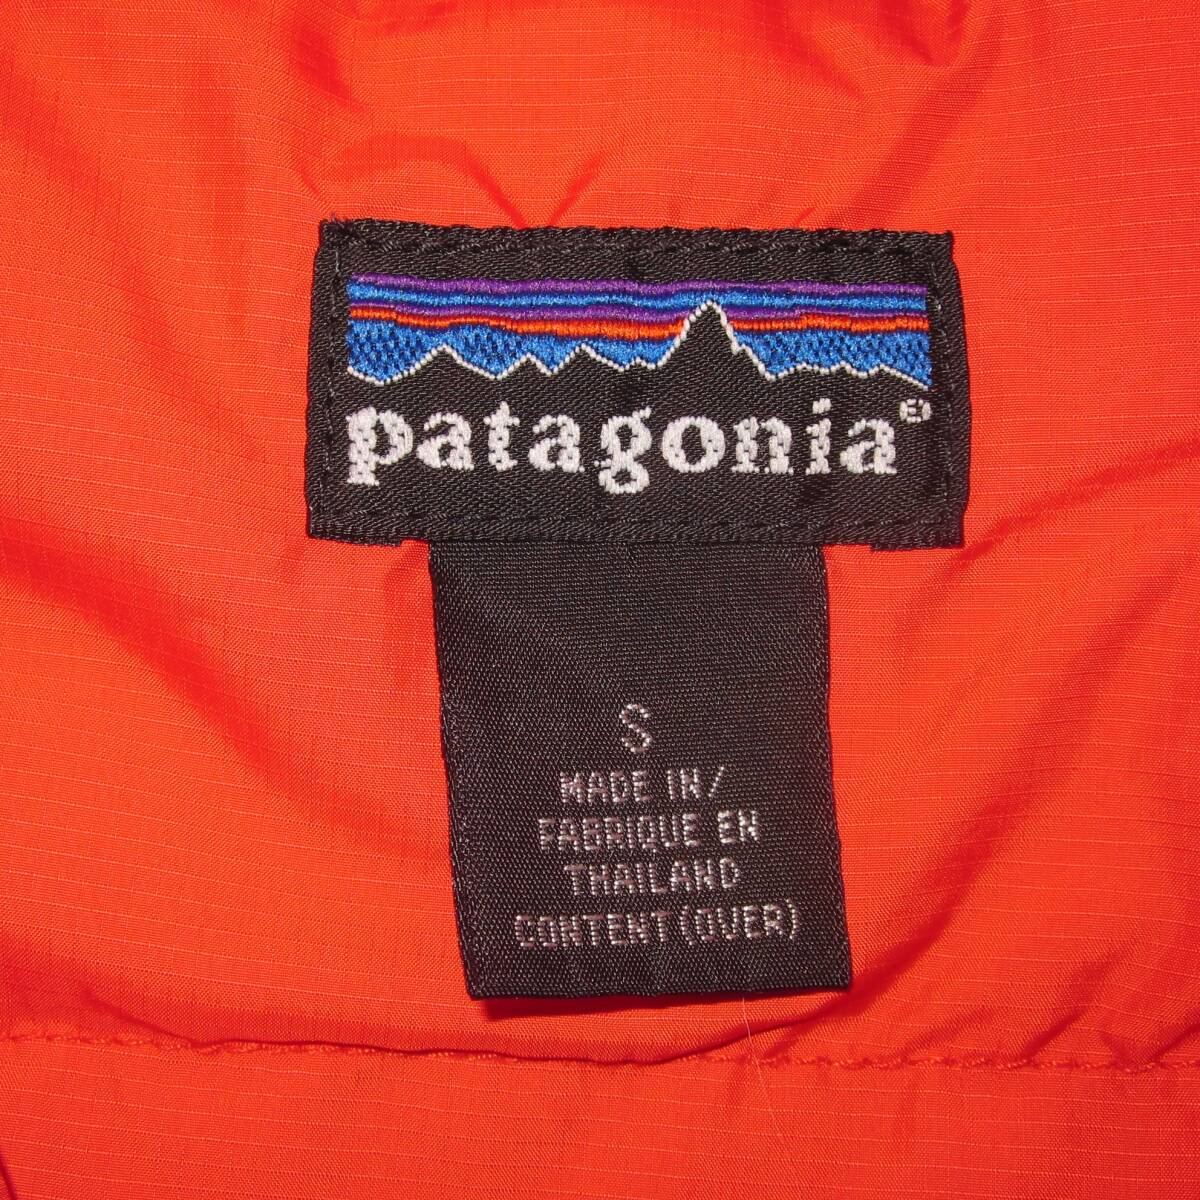 patagonia®
S
MADE IN/
FABRIQUE EN
THAILAND
CONTENT (OVER)